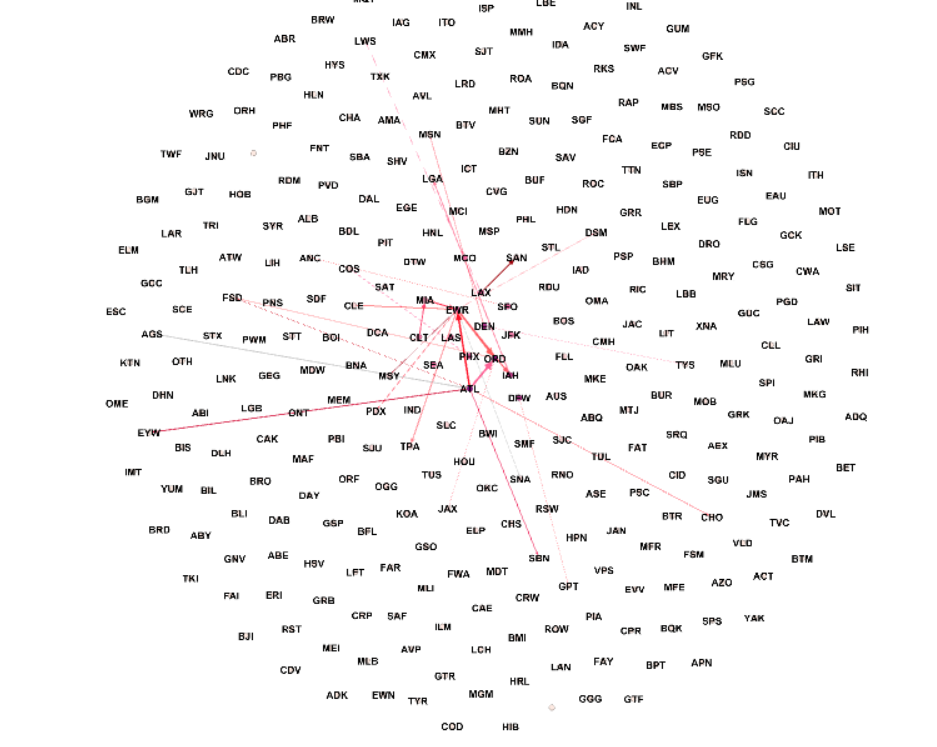 ISP LBE INL
BRW IAG ITO MMH ACY GUM
ABR LWS CMX SJT IDA SWF GFK
CDC PBG HYS TXK LRD ROA BQN RKS ACV PSG
WRG ORH HLN AVL MHT RAP MBS MSO SCC
PHF CHA AMA MSN BTV SUN SGF FCA RDD CIU
TWF JNU FNT SBA SHV ICT BZN SAV ECP PSE ISN ITH
BGM GJT HOB RDM PVD LGA CVG BUF ROC TTN SBP EUG EAU MOT
LAR TRI SYR ALB DAL EGE MCI PHL HDN GRR LEX FLG GCK LSE
ELM ATW LIH ANC BDL PIT HNL MSP STL DSM PSP BHM DRO CSG CWA
GCC TLH COS DTW MCO SAN IAD RIC LBB MRY PGD SIT
ESC SCE FSD PNS SDF CLE SAT MIA EWR LAX SFO RDU OMA GUC LAW PIH
AGS STX PWM STT BOI DCA CLT LAS DEN JFK BOS CMH JAC LIT XNA CLL GRI
KTN OTH LNK GEG MDW BNA MSY SEA PHX ORD IAH FLL MKE OAK TYS MLU SPI RHI
OME DHN ABI LGB ONT MEM PDX IND ATL DFW AUS ABQ MTJ BUR MOB GRK MKG ADQ
EYW BIS DLH CAK PBI SJU TPA SLC BWI SMF SJC TUL FAT SRQ AEX OAJ PIB
IMT YUM BIL BRO MAF ORF OGG TUS HOU OKC SNA RNO ASE PSC CID SGU MYR PAH BET
BRD ABY BLI DAB DAY GSP BFL KOA JAX ELP CHS RSW HPN JAN BTR CHO JMS TVC DVL
TKI GNV ABE HSV LFT FAR GSO FWA MDT SBN VPS MFR FSM VLD BTM
FAI ERI GRB CRP SAF MLI CAE CRW GPT EVV MFE AZO ACT
BJI RST MEI MLB AVP ILM LCH BMI ROW PIA CPR BQK SPS YAK
CDV ADK EWN TYR GTR MGM HRL LAN FAY BPT APN
COD HIB GGG GTF